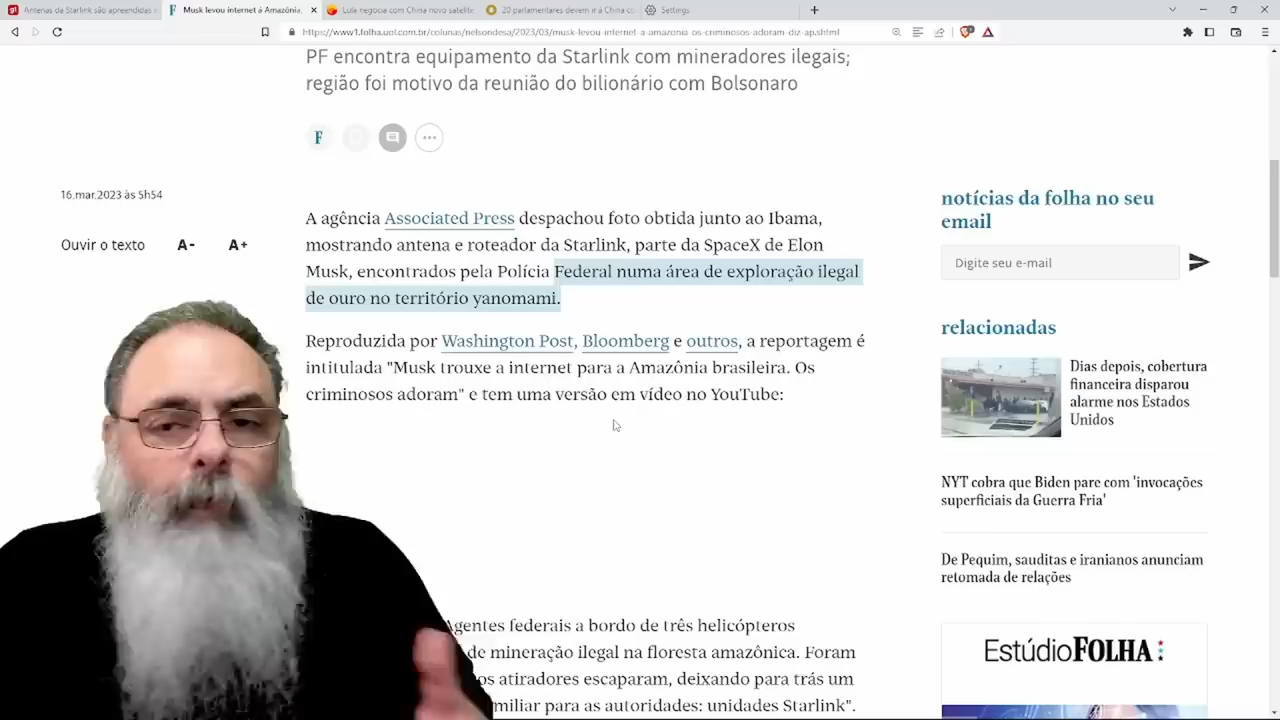 Antenas da Starlink são apreendidas
Musk levou internet à Amazônia,
Lula negocia com China novo satélite
20 parlamentares devem ir à China co
Settings
https://www1.folha.uol.com.br/colunas/nelsondesa/2023/03/musk-levou-internet-a-amazonia-os-criminosos-adoram-diz-ap.shtml
PF encontra equipamento da Starlink com mineradores ilegais;
região foi motivo da reunião do bilionário com Bolsonaro
F
16.mar.2023 às 5h54
Ouvir o texto A- A+
A agência Associated Press despachou foto obtida junto ao Ibama,
mostrando antena e roteador da Starlink, parte da SpaceX de Elon
Musk, encontrados pela Polícia Federal numa área de exploração ilegal
de ouro no território yanomami.
Reproduzida por Washington Post, Bloomberg e outros, a reportagem é
intitulada "Musk trouxe a internet para a Amazônia brasileira. Os
criminosos adoram" e tem uma versão em vídeo no YouTube:
Agentes federais a bordo de três helicópteros
de mineração ilegal na floresta amazônica. Foram
os atiradores escaparam, deixando para trás um
miliar para as autoridades: unidades Starlink".
notícias da folha no seu
email
Digite seu e-mail
relacionadas
Dias depois, cobertura
financeira disparou
alarme nos Estados
Unidos
NYT cobra que Biden pare com 'invocações
superficiais da Guerra Fria'
De Pequim, sauditas e iranianos anunciam
retomada de relações
Estúdio FOLHA